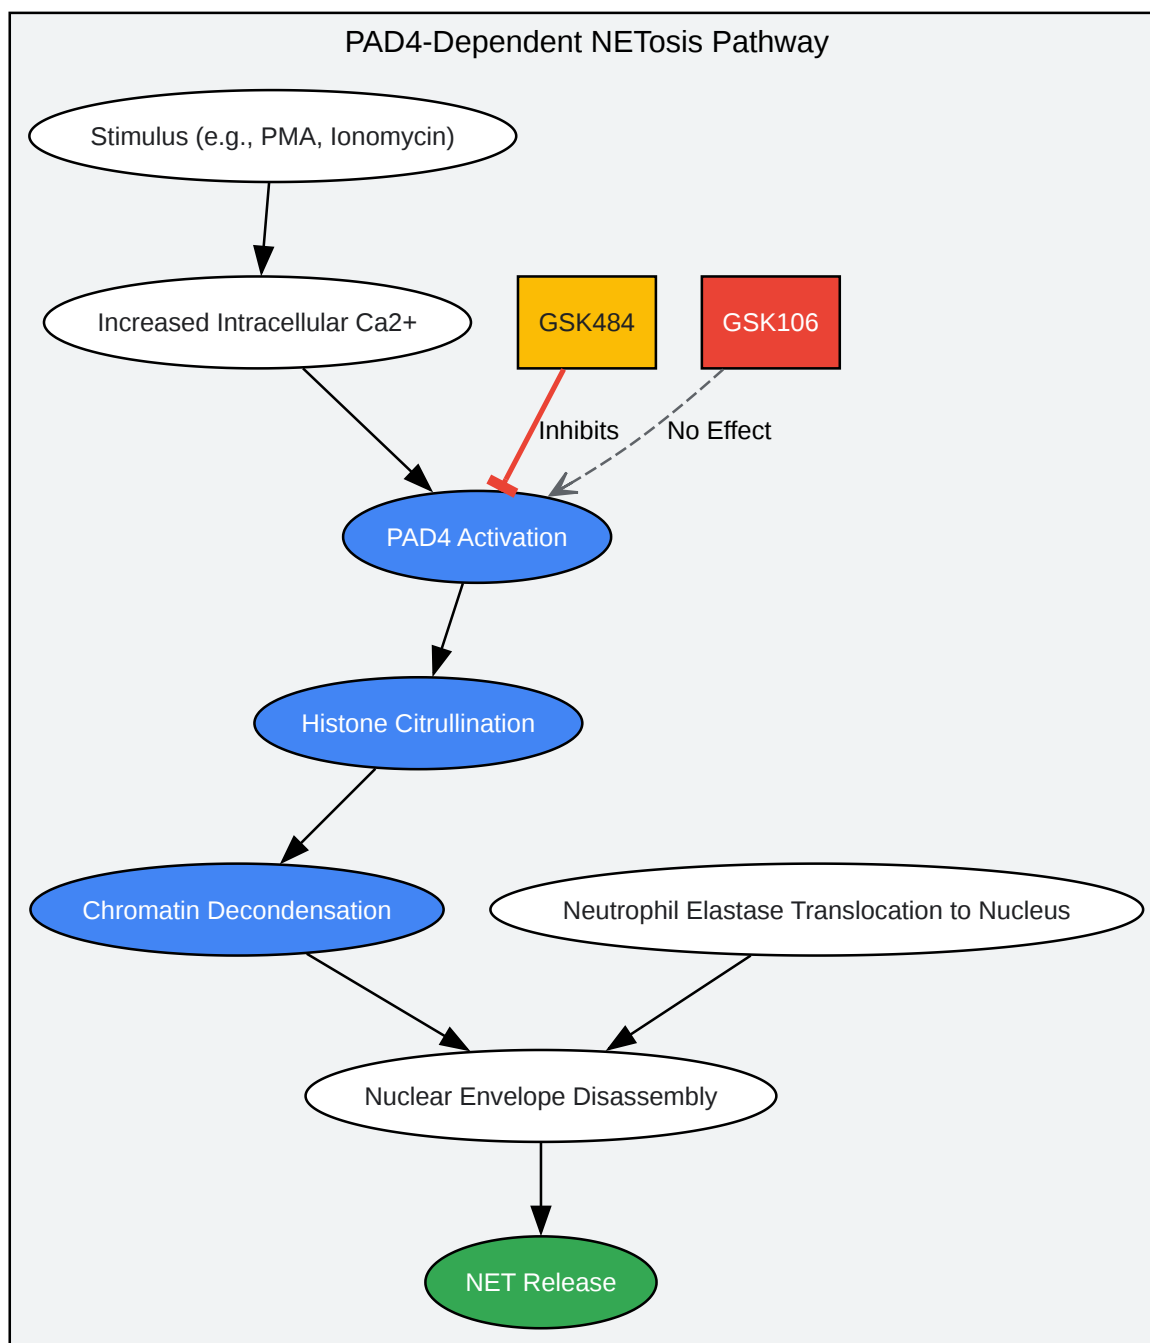 PAD4-Dependent NETosis Pathway
Stimulus (e.g., PMA, Ionomycin)
Increased Intracellular Ca2+
GSK484
GSK106
Inhibits
No Effect
PAD4 Activation
Histone Citrullination
Chromatin Decondensation
Neutrophil Elastase Translocation to Nucleus
Nuclear Envelope Disassembly
NET Release